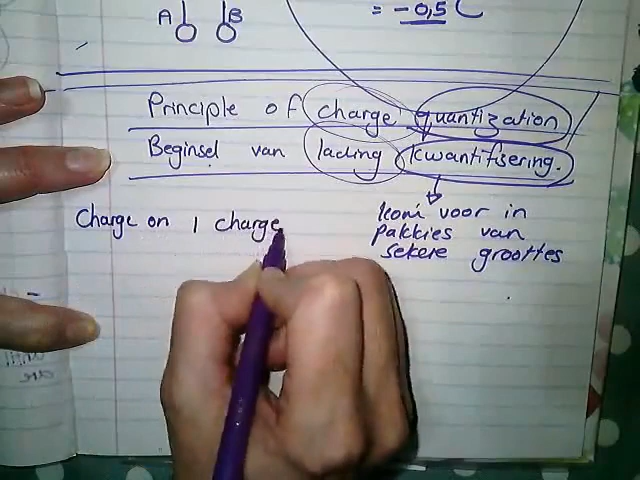 A B
= -0,5 C
Principle of charge quantization
Beginsel van lading kwantifisering.
Charge on 1 charge
kom voor in
pakkies van
sekere groottes